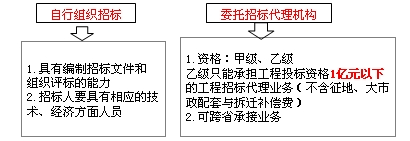 自行组织招标
委托招标代理机构
1.具有编制招标文件和
组织评标的能力
2.招标人要具有相应的技
术、经济方面人员
1.资格：甲级、乙级
乙级只能承担工程投标资格1亿元以下
的工程招标代理业务（不含征地、大市
政配套与拆迁补偿费）
2.可跨省承接业务